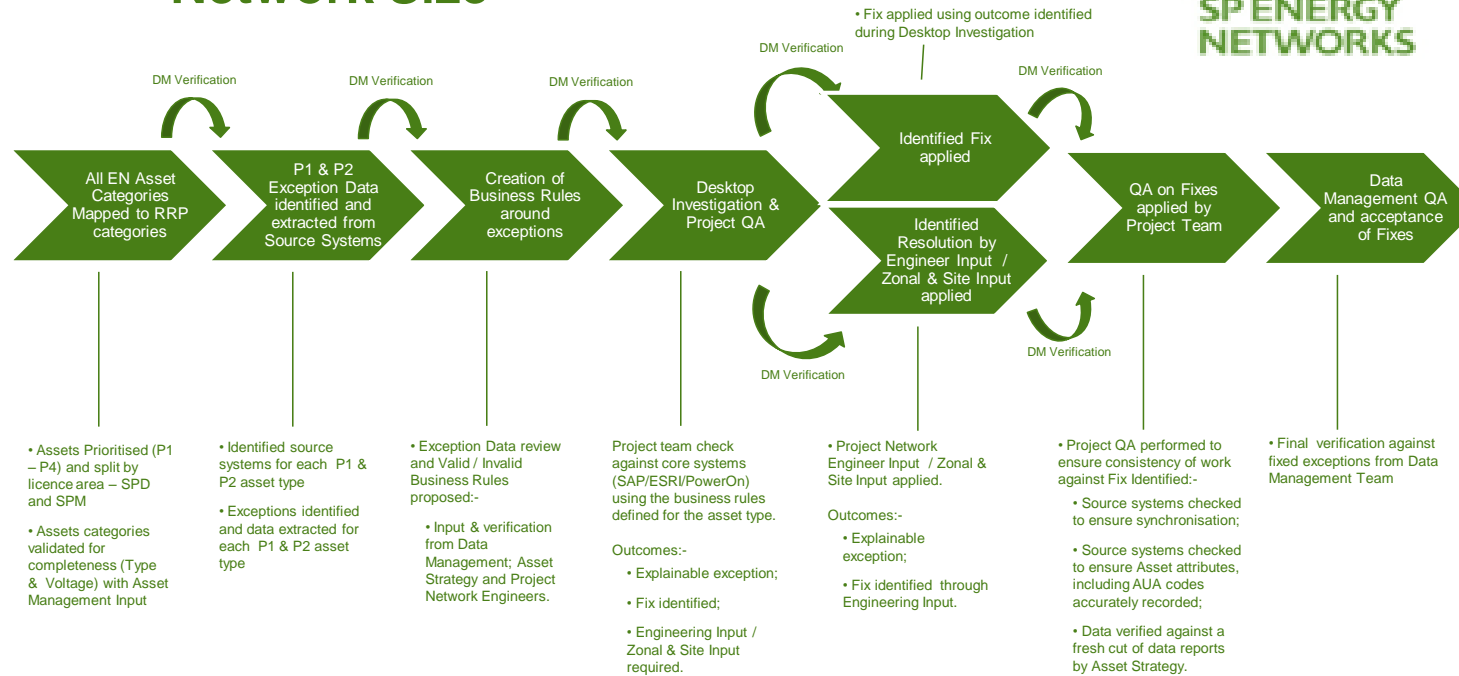 Network Size
SP ENERGY
NETWORKS
• Fix applied using outcome identified
during Desktop Investigation
DM Verification
DM Verification
DM Verification
DM Verification
DM Verification
All EN Asset
Categories
Mapped to RRP
categories
P1 & P2
Exception Data
identified and
extracted from
Source Systems
Creation of
Business Rules
around
exceptions
Desktop
Investigation &
Project QA
Identified Fix
applied
Identified
Resolution by
Engineer Input /
Zonal & Site Input
applied
QA on Fixes
applied by
Project Team
Data
Management QA
and acceptance
of Fixes
DM Verification
DM Verification
• Assets Prioritised (P1
– P4) and split by
licence area – SPD
and SPM
• Assets categories
validated for
completeness (Type
& Voltage) with Asset
Management Input
• Identified source
systems for each P1 &
P2 asset type
• Exceptions identified
and data extracted for
each P1 & P2 asset
type
• Exception Data review
and Valid / Invalid
Business Rules
proposed:-
• Input & verification
from Data
Management; Asset
Strategy and Project
Network Engineers.
Project team check
against core systems
(SAP/ESRI/PowerOn)
using the business rules
defined for the asset type.
Outcomes:-
• Explainable exception;
• Fix identified;
• Engineering Input /
Zonal & Site Input
required.
• Project Network
Engineer Input / Zonal &
Site Input applied.
Outcomes:-
• Explainable
exception;
• Fix identified through
Engineering Input.
• Project QA performed to
ensure consistency of work
against Fix Identified:-
• Source systems checked
to ensure synchronisation;
• Source systems checked
to ensure Asset attributes,
including AUA codes
accurately recorded;
• Data verified against a
fresh cut of data reports
by Asset Strategy.
• Final verification against
fixed exceptions from Data
Management Team